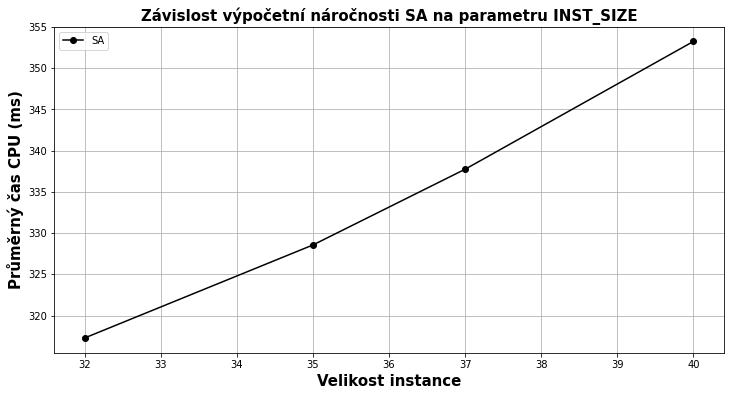 Závislost výpočetní náročnosti SA na parametru INST_SIZE
SA
Průměrný čas CPU (ms)
355
350
345
340
335
330
325
320
32 33 34 35 36 37 38 39 40
Velikost instance